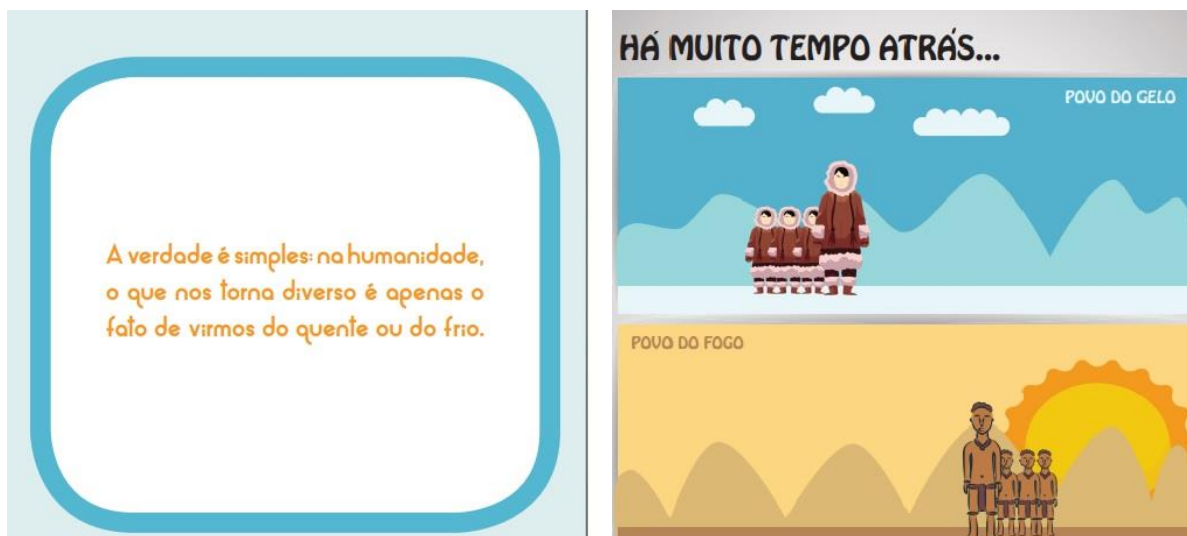 A verdade é simples: na humanidade,
o que nos torna diverso é apenas o
fato de virmos do quente ou do frio.
HÁ MUITO TEMPO ATRÁS...
POVO DO GELO
POVO DO FOGO